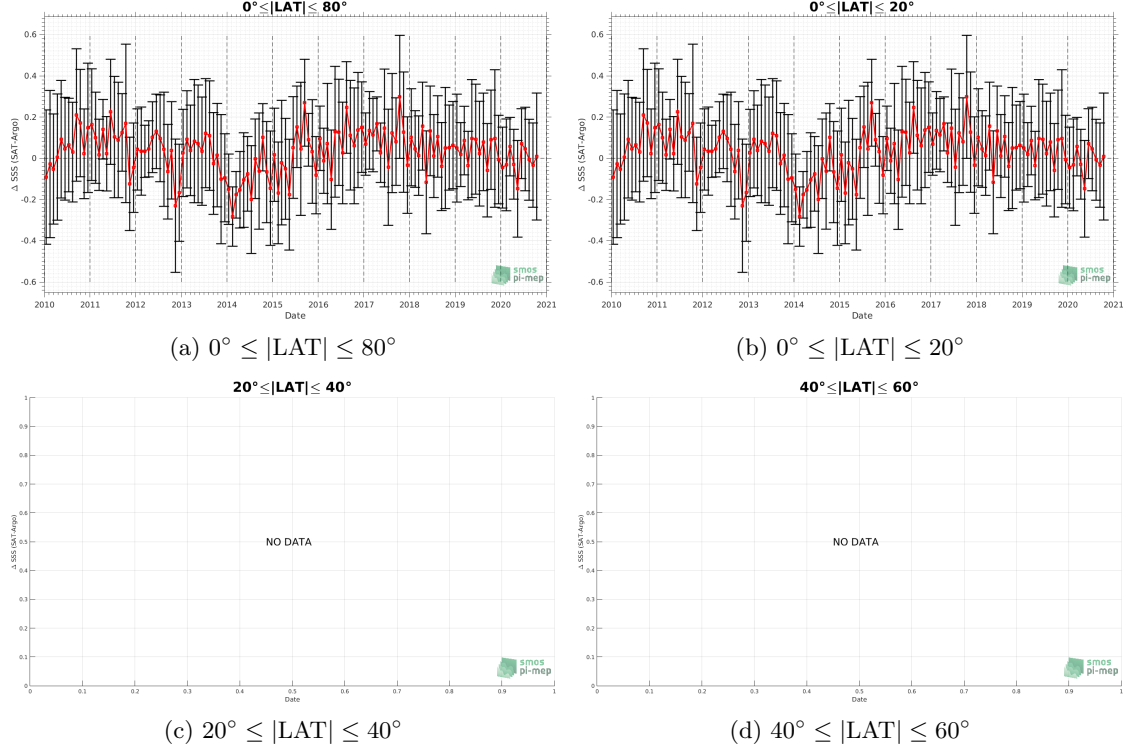 0°≤|LAT|≤ 80°
Δ SSS (SAT-Argo)
0.6
0.4
0.2
0
-0.2
-0.4
-0.6
2010 2011 2012 2013 2014 2015 2016 2017 2018 2019 2020 2021
Date
smos
pi-mep
(a) 0° ≤ |LAT| ≤ 80°
0°≤|LAT|≤ 20°
Δ SSS (SAT-Argo)
0.6
0.4
0.2
0
-0.2
-0.4
-0.6
2010 2011 2012 2013 2014 2015 2016 2017 2018 2019 2020 2021
Date
smos
pi-mep
(b) 0° ≤ |LAT| ≤ 20°
20°≤|LAT|≤ 40°
Δ SSS (SAT-Argo)
1
0.9
0.8
0.7
0.6
0.5
0.4
0.3
0.2
0.1
0
NO DATA
0 0.1 0.2 0.3 0.4 0.5 0.6 0.7 0.8 0.9 1
Date
smos
pi-mep
(c) 20° ≤ |LAT| ≤ 40°
40°≤|LAT|≤ 60°
Δ SSS (SAT-Argo)
1
0.9
0.8
0.7
0.6
0.5
0.4
0.3
0.2
0.1
0
NO DATA
0 0.1 0.2 0.3 0.4 0.5 0.6 0.7 0.8 0.9 1
Date
smos
pi-mep
(d) 40° ≤ |LAT| ≤ 60°